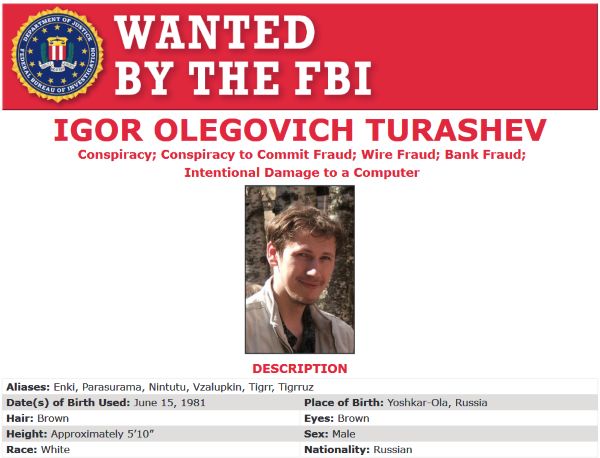 WANTED
BY THE FBI
IGOR OLEGOVICH TURASHEV
Conspiracy; Conspiracy to Commit Fraud; Wire Fraud; Bank Fraud;
Intentional Damage to a Computer
DESCRIPTION
Aliases: Enki, Parasurama, Nintutu, Vzalupkin, Tigrr, Tigrruz
Date(s) of Birth Used: June 15, 1981 Place of Birth: Yoshkar-Ola, Russia
Hair: Brown Eyes: Brown
Height: Approximately 5'10" Sex: Male
Race: White Nationality: Russian